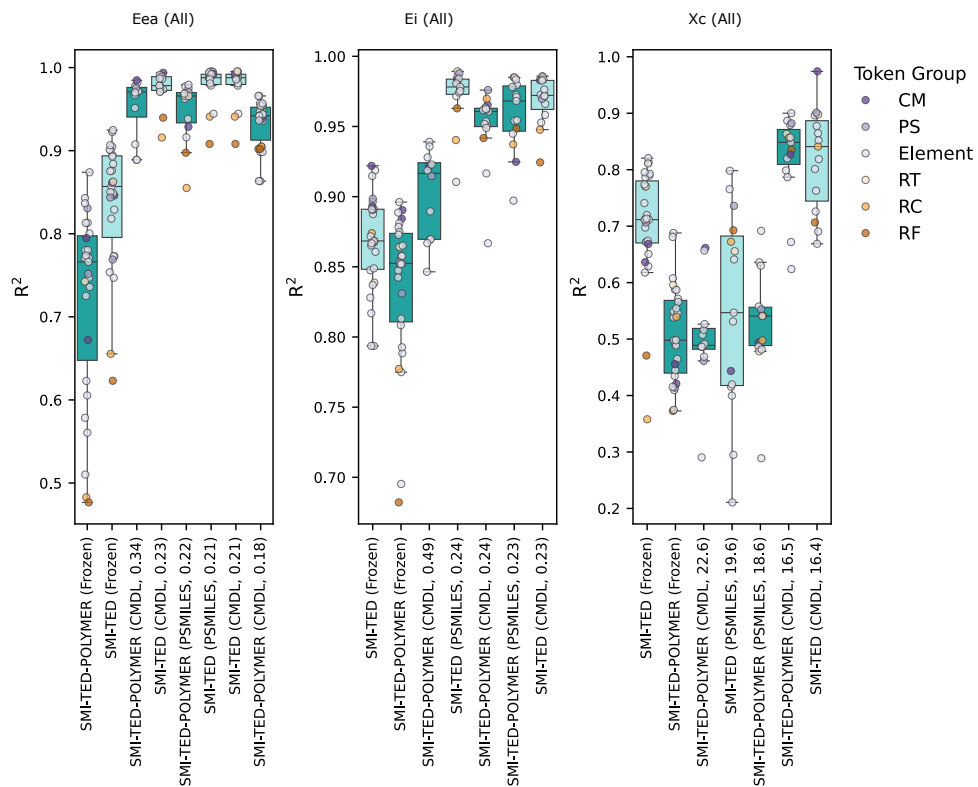 Eea (All)
Ei (All)
Xc (All)
R²
1.0
0.9
0.8
0.7
0.6
0.5
SMI-TED-POLYMER (Frozen)
SMI-TED (Frozen)
SMI-TED-POLYMER (CMDL, 0.34)
SMI-TED (CMDL, 0.23)
SMI-TED-POLYMER (PSMILES, 0.22)
SMI-TED (PSMILES, 0.21)
SMI-TED (CMDL, 0.21)
SMI-TED-POLYMER (CMDL, 0.18)
R²
1.00
0.95
0.90
0.85
0.80
0.75
0.70
SMI-TED (Frozen)
SMI-TED-POLYMER (Frozen)
SMI-TED-POLYMER (CMDL, 0.49)
SMI-TED (PSMILES, 0.24)
SMI-TED-POLYMER (CMDL, 0.24)
SMI-TED-POLYMER (PSMILES, 0.23)
SMI-TED (CMDL, 0.23)
R²
1.0
0.9
0.8
0.7
0.6
0.5
0.4
0.3
0.2
SMI-TED (Frozen)
SMI-TED-POLYMER (Frozen)
SMI-TED-POLYMER (CMDL, 22.6)
SMI-TED (PSMILES, 19.6)
SMI-TED-POLYMER (PSMILES, 18.6)
SMI-TED-POLYMER (CMDL, 16.5)
SMI-TED (CMDL, 16.4)
Token Group
CM
PS
Element
RT
RC
RF